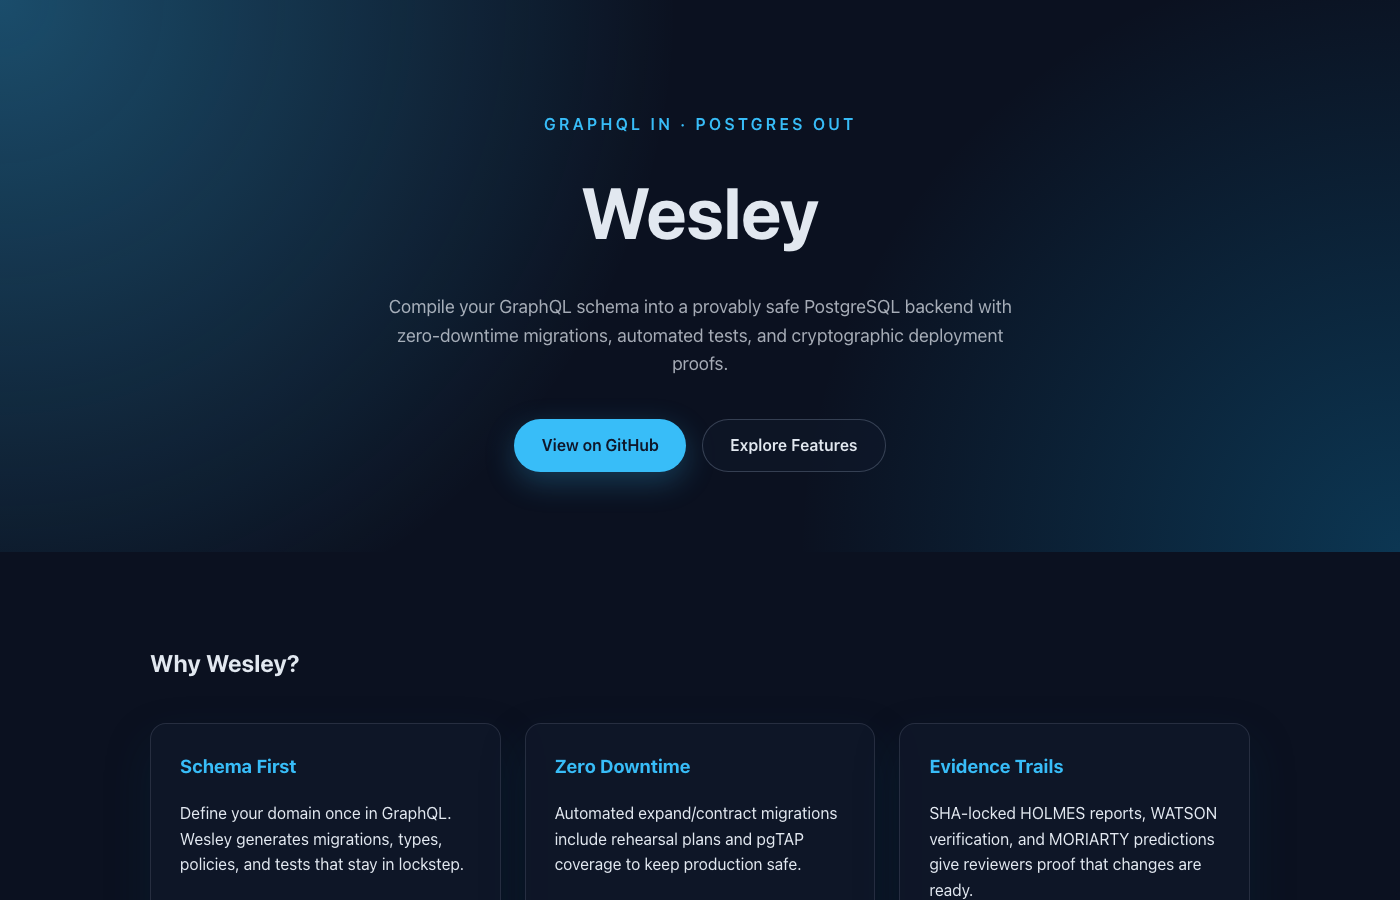 GRAPHQL IN · POSTGRES OUT
Wesley
Compile your GraphQL schema into a provably safe PostgreSQL backend with
zero-downtime migrations, automated tests, and cryptographic deployment
proofs.
View on GitHub
Explore Features
Why Wesley?
Schema First
Define your domain once in GraphQL.
Wesley generates migrations, types,
policies, and tests that stay in lockstep.
Zero Downtime
Automated expand/contract migrations
include rehearsal plans and pgTAP
coverage to keep production safe.
Evidence Trails
SHA-locked HOLMES reports, WATSON
verification, and MORIARTY predictions
give reviewers proof that changes are
ready.